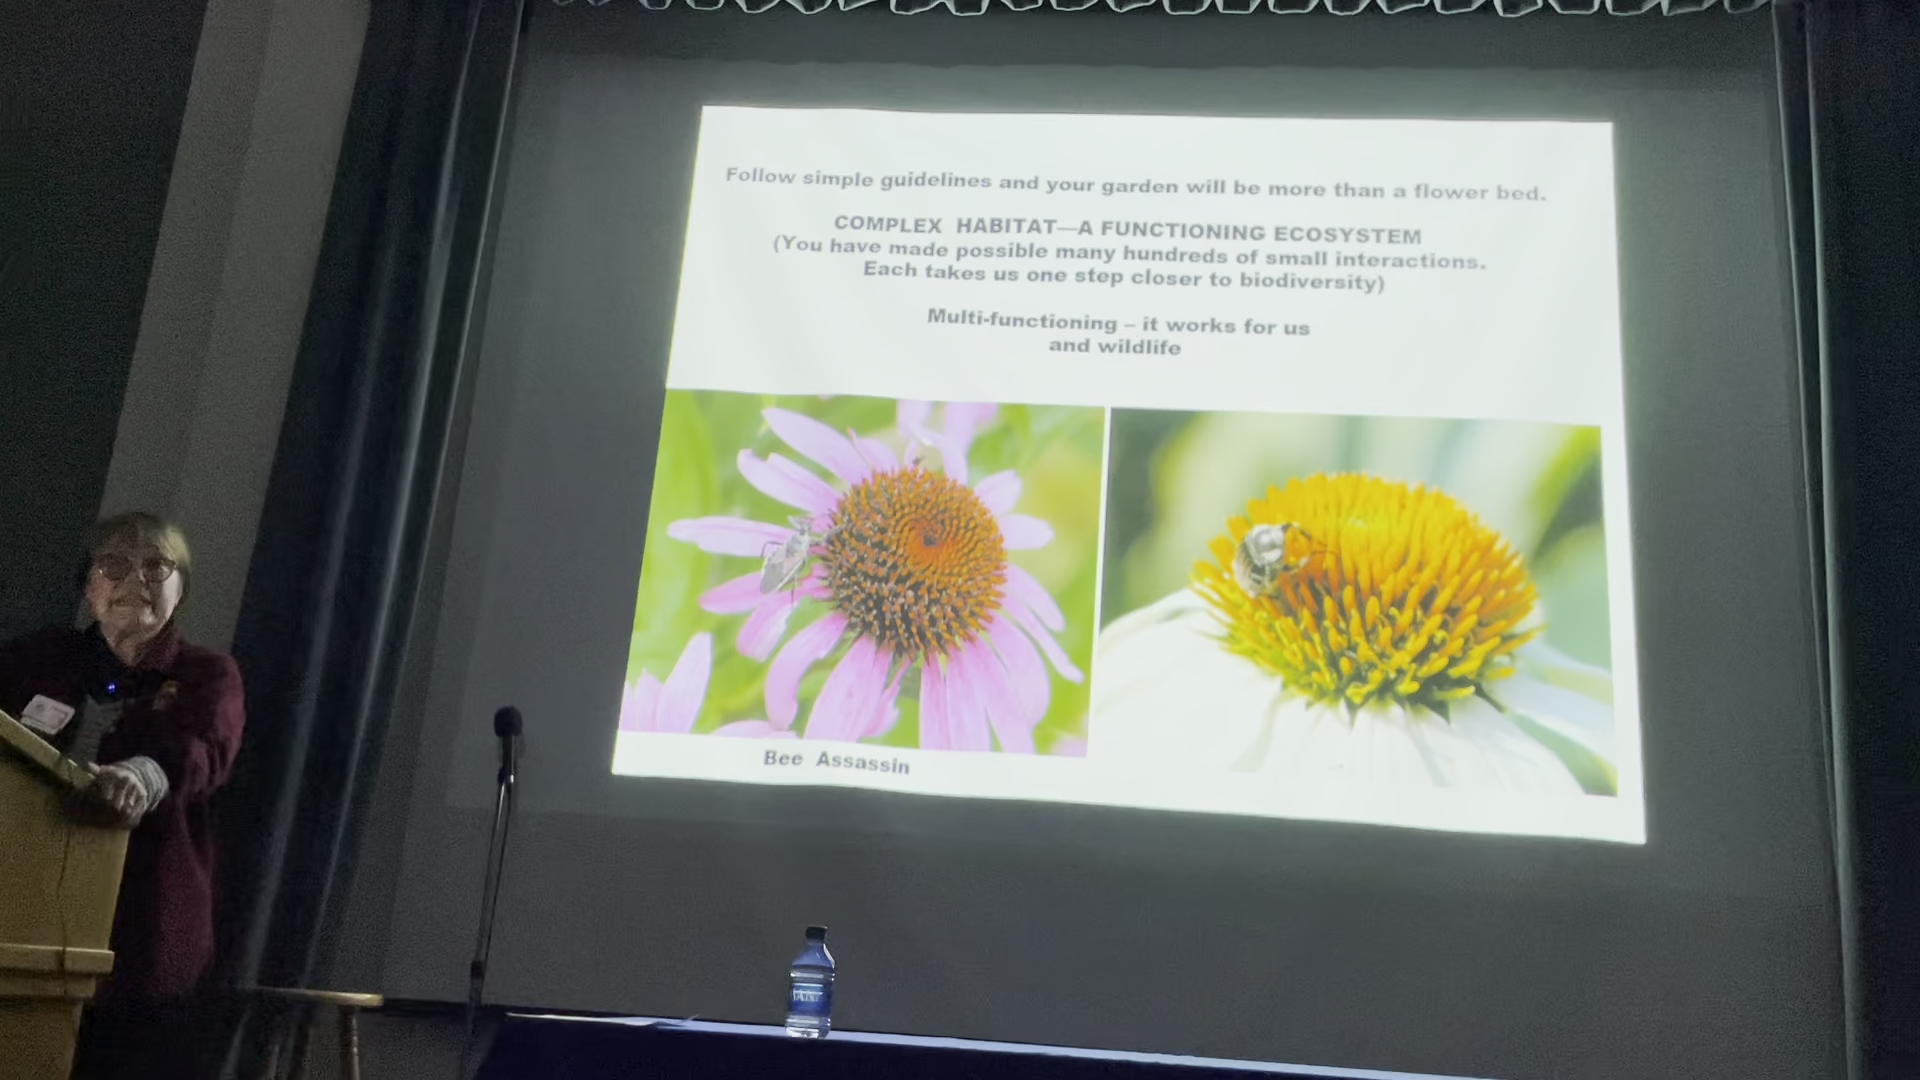 Follow simple guidelines and your garden will be more than a flower bed.
COMPLEX HABITAT—A FUNCTIONING ECOSYSTEM
(You have made possible many hundreds of small interactions.
Each takes us one step closer to biodiversity)
Multi-functioning – it works for us
and wildlife
Bee Assassin